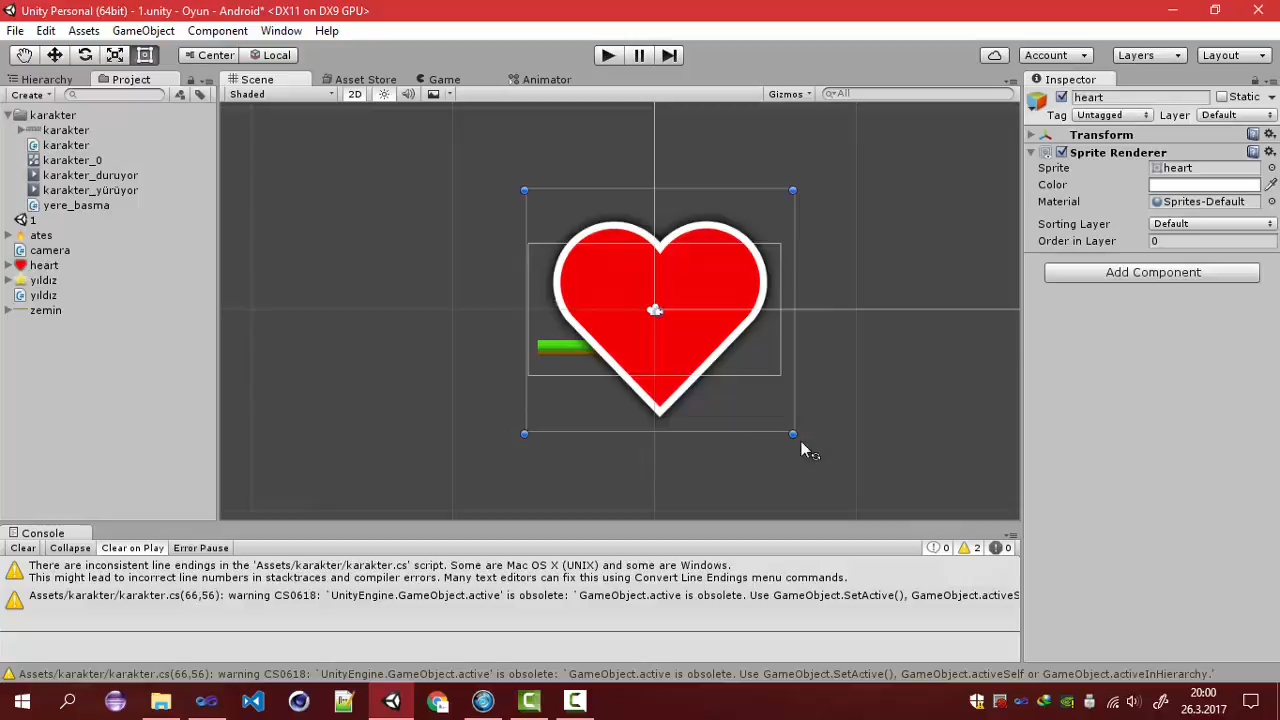 Unity Personal (64bit) - 1.unity - Oyun - Android* <DX11 on DX9 GPU>
File Edit Assets GameObject Component Window Help
Center Local Account Layers Layout
Hierarchy Project Scene Asset Store Game Animator Inspector
Create Shaded 2D Gizmos All heart Static
Tag Untagged Layer Default
karakter
karakter
karakter
karakter_0
karakter_duruyor
karakter_yürüyor
yere_basma
1
ates
camera
heart
yıldız
yıldız
zemin
Transform
Sprite Renderer
Sprite heart
Color
Material Sprites-Default
Sorting Layer Default
Order in Layer 0
Add Component
Console
Clear Collapse Clear on Play Error Pause 0 2 0
There are inconsistent line endings in the 'Assets/karakter/karakter.cs' script. Some are Mac OS X (UNIX) and some are Windows.
This might lead to incorrect line numbers in stacktraces and compiler errors. Many text editors can fix this using Convert Line Endings menu commands.
Assets/karakter/karakter.cs(66,56): warning CS0618: `UnityEngine.GameObject.active' is obsolete: `GameObject.active is obsolete. Use GameObject.SetActive(), GameObject.activeS
Assets/karakter/karakter.cs(66,56): warning CS0618: `UnityEngine.GameObject.active' is obsolete: `GameObject.active is obsolete. Use GameObject.SetActive(), GameObject.activeSelf or GameObject.activeInHierarchy.'
20:00
26.3.2017